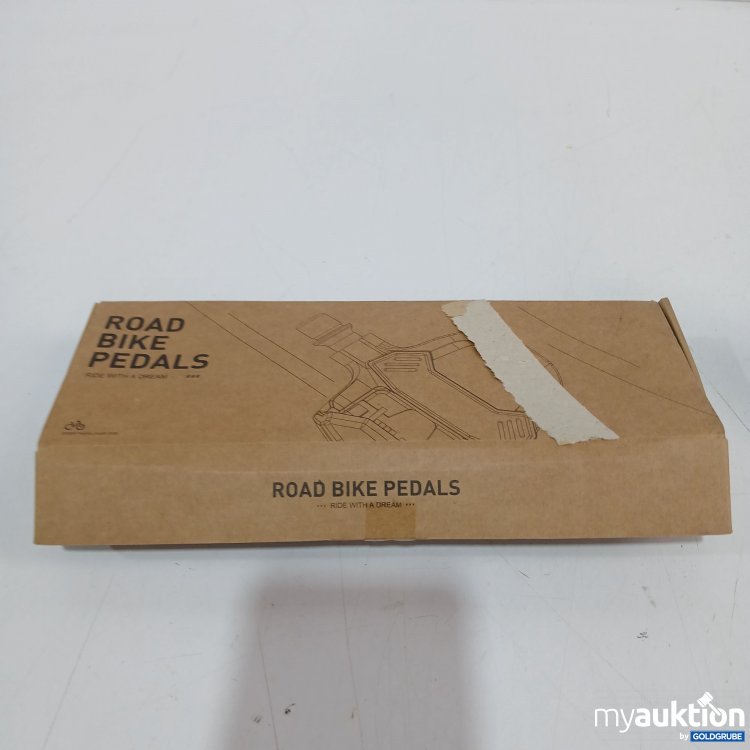 ROAD
BIKE
PEDALS
RIDE WITH A DREAM
ROAD BIKE PEDALS
••• RIDE WITH A DREAM •••
myauktion
by GOLDGRUBE